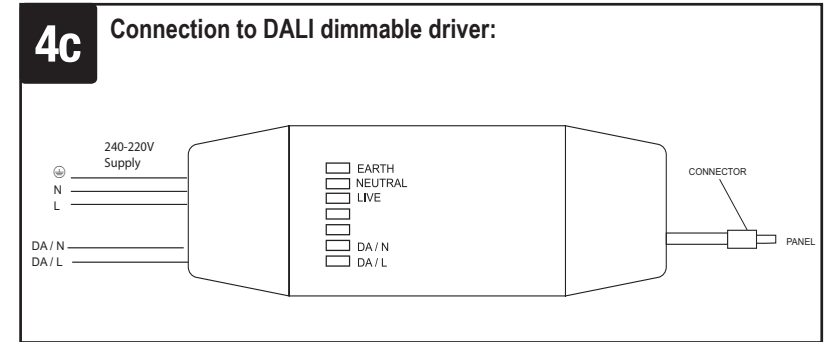 4c
Connection to DALI dimmable driver:
240-220V
Supply
N
L
DA / N
DA / L
EARTH
NEUTRAL
LIVE
DA / N
DA / L
CONNECTOR
PANEL